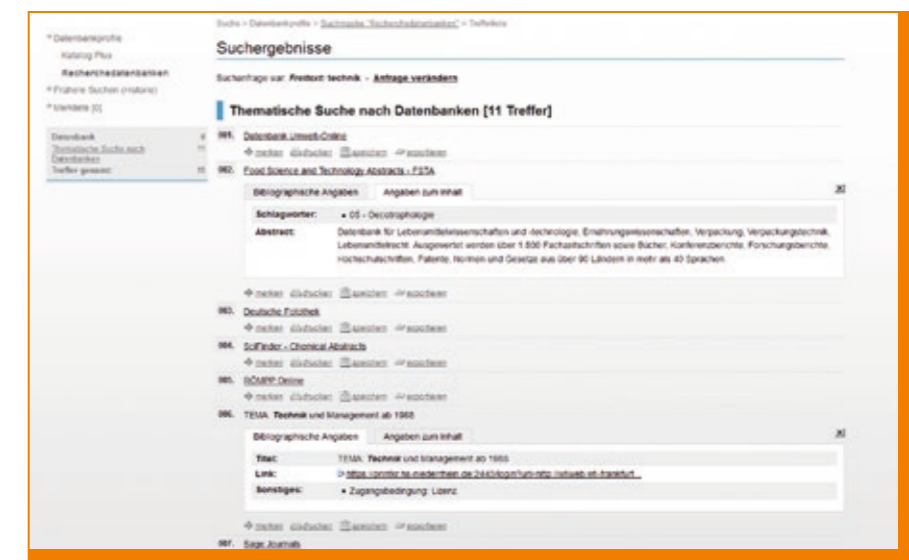 Suche > Datenbankprofile > Suchmaske "Recherchedatenbanken" > Trefferliste
Datenbankprofile
Katalog Plus
Recherchedatenbanken
Frühere Suchen (Historie)
Merkliste [0]
Datenbank
Thematische Suche nach 11
Datenbanken
Treffer gesamt: 11
Suchergebnisse
Suchanfrage war: Freitext: technik - Anfrage verändern
Thematische Suche nach Datenbanken [11 Treffer]
001. Datenbank Umwelt-Online
merken drucken speichern exportieren
002. Food Science and Technology Abstracts - FSTA
Bibliographische Angaben Angaben zum Inhalt
Schlagwörter: • 05 - Oecotrophologie
Abstract: Datenbank für Lebensmittelwissenschaften und -technologie, Ernährungswissenschaften, Verpackung, Verpackungstechnik,
Lebensmittelrecht. Ausgewertet werden über 1.800 Fachzeitschriften sowie Bücher, Konferenzberichte, Forschungsberichte,
Hochschulschriften, Patente, Normen und Gesetze aus über 90 Ländern in mehr als 40 Sprachen.
merken drucken speichern exportieren
003. Deutsche Fotothek
merken drucken speichern exportieren
004. SciFinder - Chemical Abstracts
merken drucken speichern exportieren
005. RÖMPP Online
merken drucken speichern exportieren
006. TEMA: Technik und Management ab 1968
Bibliographische Angaben Angaben zum Inhalt
Titel: TEMA: Technik und Management ab 1968
Link:
Sonstiges: • Zugangsbedingung: Lizenz
merken drucken speichern exportieren
007. Sage Journals